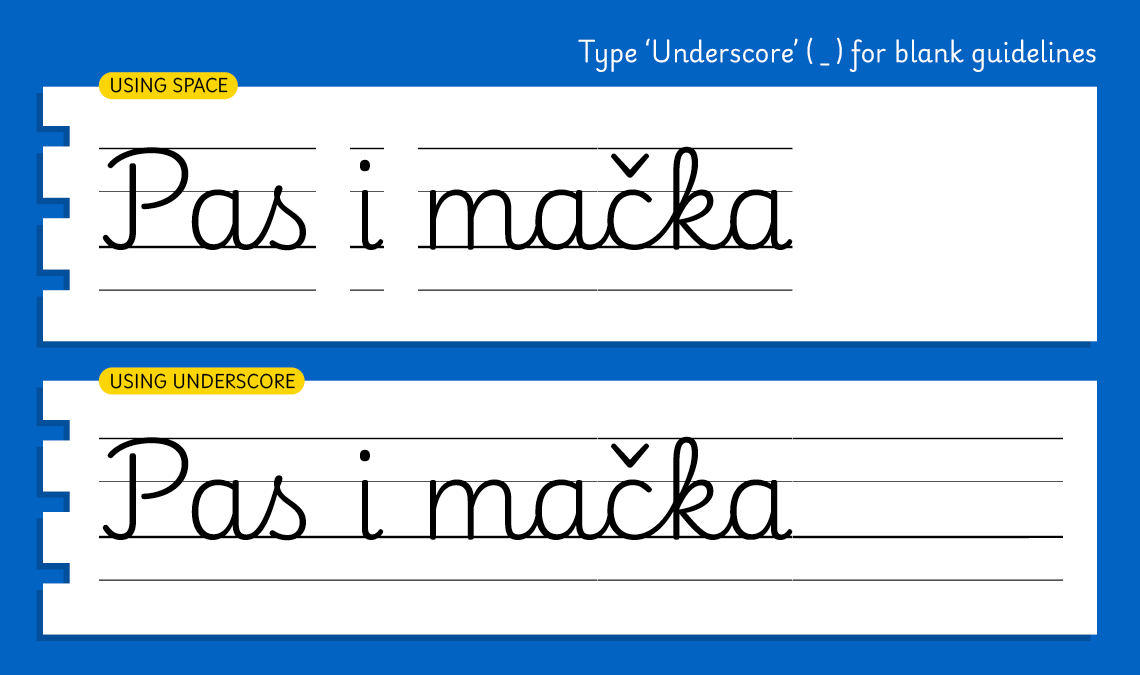 Type ‘Underscore’ ( _ ) for blank guidelines
USING SPACE
Pas i mačka
USING UNDERSCORE
Pas i mačka